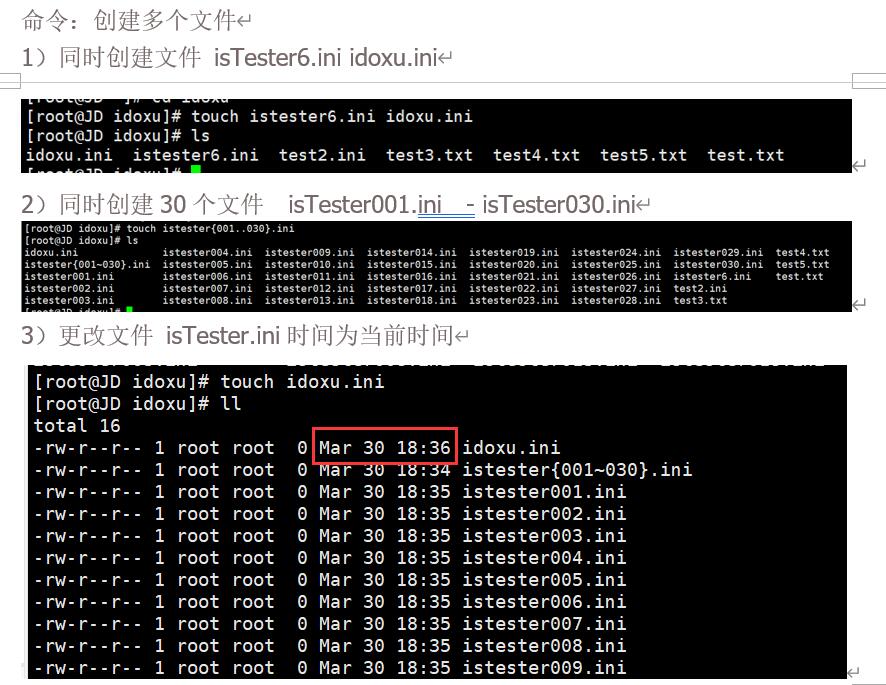 命令：创建多个文件↵
1）同时创建文件 isTester6.ini idoxu.ini↵
[root@JD idoxu]# touch istester6.ini idoxu.ini
[root@JD idoxu]# ls
idoxu.ini istester6.ini test2.ini test3.txt test4.txt test5.txt test.txt
2）同时创建 30 个文件 isTester001.ini - isTester030.ini↵
[root@JD idoxu]# touch istester{001..030}.ini
[root@JD idoxu]# ls
idoxu.ini istester004.ini istester009.ini istester014.ini istester019.ini istester024.ini istester029.ini test4.txt
istester{001~030}.ini istester005.ini istester010.ini istester015.ini istester020.ini istester025.ini istester030.ini test5.txt
istester001.ini istester006.ini istester011.ini istester016.ini istester021.ini istester026.ini istester6.ini test.txt
istester002.ini istester007.ini istester012.ini istester017.ini istester022.ini istester027.ini test2.ini
istester003.ini istester008.ini istester013.ini istester018.ini istester023.ini istester028.ini test3.txt
3）更改文件 isTester.ini 时间为当前时间↵
[root@JD idoxu]# touch idoxu.ini
[root@JD idoxu]# ll
total 16
-rw-r--r-- 1 root root 0 Mar 30 18:36 idoxu.ini
-rw-r--r-- 1 root root 0 Mar 30 18:34 istester{001~030}.ini
-rw-r--r-- 1 root root 0 Mar 30 18:35 istester001.ini
-rw-r--r-- 1 root root 0 Mar 30 18:35 istester002.ini
-rw-r--r-- 1 root root 0 Mar 30 18:35 istester003.ini
-rw-r--r-- 1 root root 0 Mar 30 18:35 istester004.ini
-rw-r--r-- 1 root root 0 Mar 30 18:35 istester005.ini
-rw-r--r-- 1 root root 0 Mar 30 18:35 istester006.ini
-rw-r--r-- 1 root root 0 Mar 30 18:35 istester007.ini
-rw-r--r-- 1 root root 0 Mar 30 18:35 istester008.ini
-rw-r--r-- 1 root root 0 Mar 30 18:35 istester009.ini